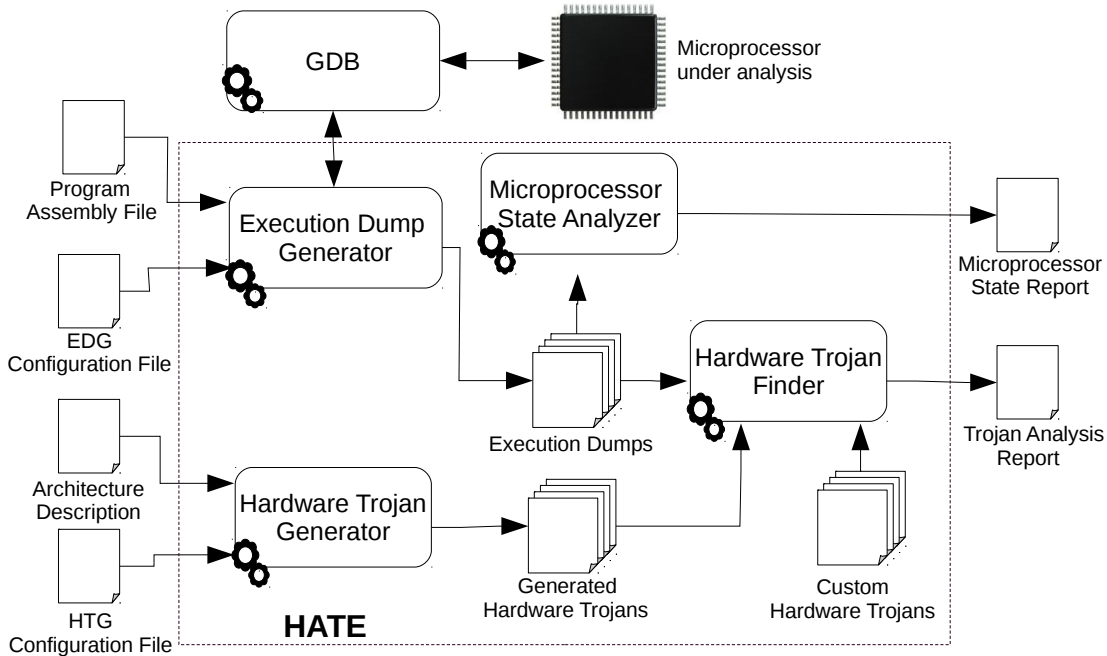 GDB
Microprocessor
under analysis
Program
Assembly File
Execution Dump
Generator
Microprocessor
State Analyzer
Microprocessor
State Report
EDG
Configuration File
Hardware Trojan
Finder
Execution Dumps
Trojan Analysis
Report
Architecture
Description
Hardware Trojan
Generator
Generated
Hardware Trojans
Custom
Hardware Trojans
HTG
Configuration File
HATE